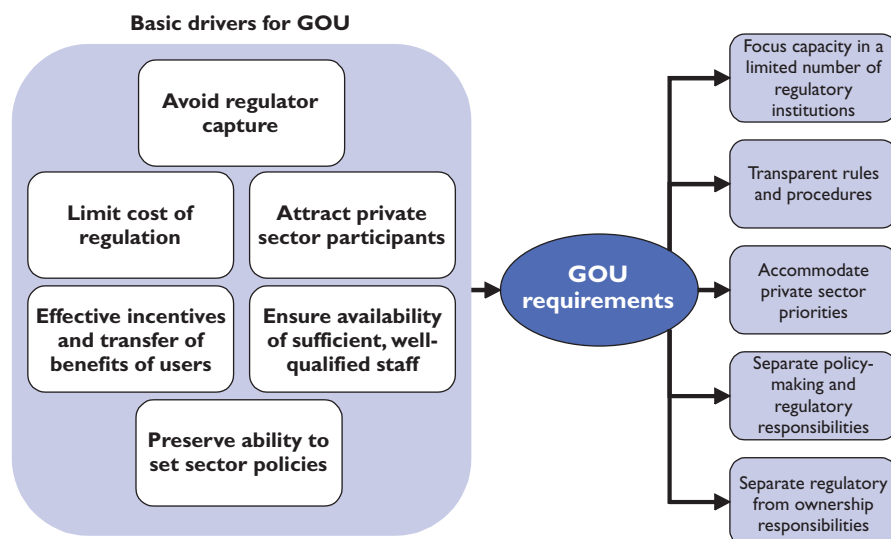 Basic drivers for GOU
Avoid regulator
capture
Limit cost of
regulation
Attract private
sector participants
Effective incentives
and transfer of
benefits of users
Ensure availability
of sufficient, well-
qualified staff
Preserve ability to
set sector policies
GOU
requirements
Focus capacity in a
limited number of
regulatory
institutions
Transparent rules
and procedures
Accommodate
private sector
priorities
Separate policy-
making and
regulatory
responsibilities
Separate regulatory
from ownership
responsibilities